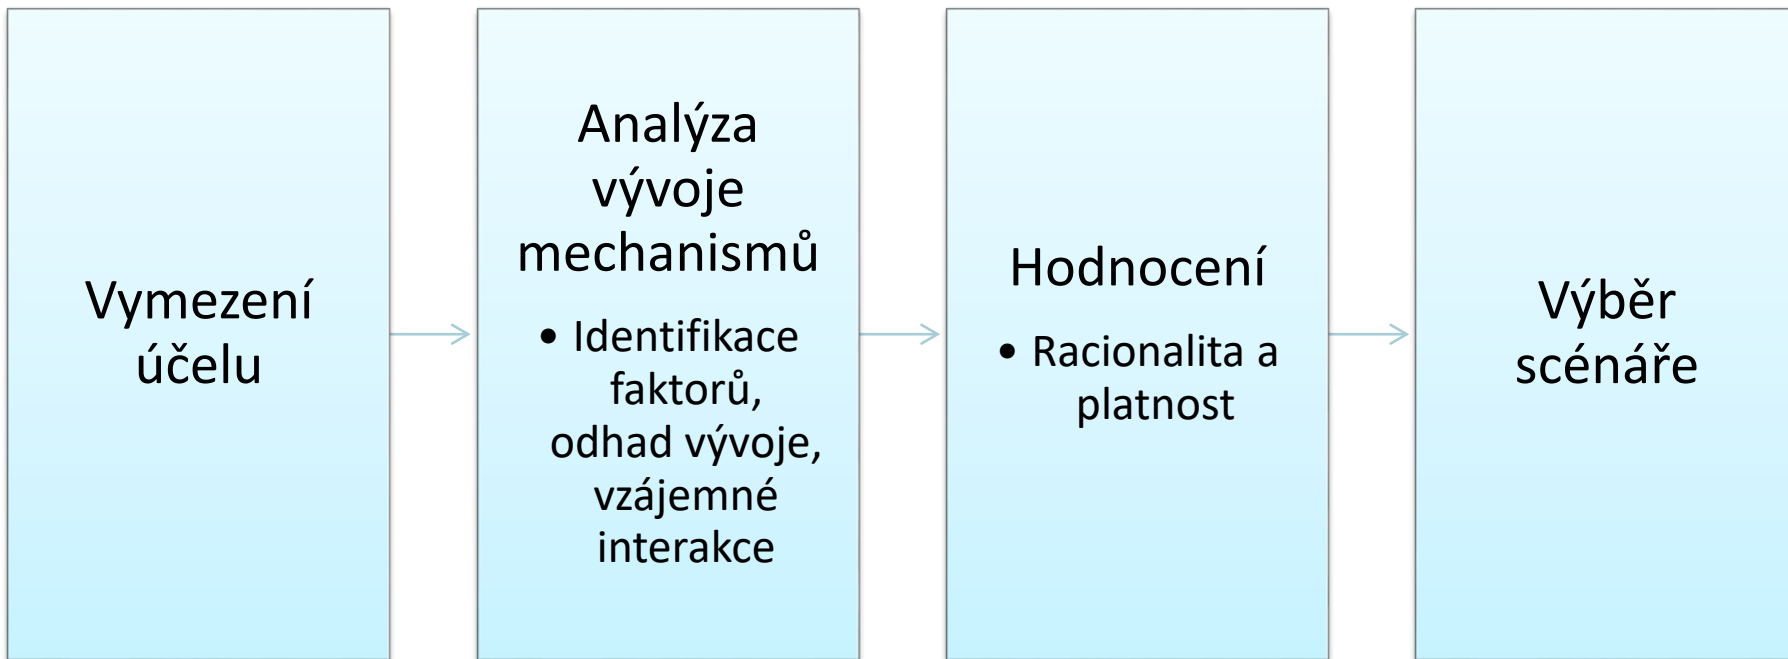 Vymezení
účelu
Analýza
vývoje
mechanismů
• Identifikace
faktorů,
odhad vývoje,
vzájemné
interakce
Hodnocení
• Racionalita a
platnost
Výběr
scénáře